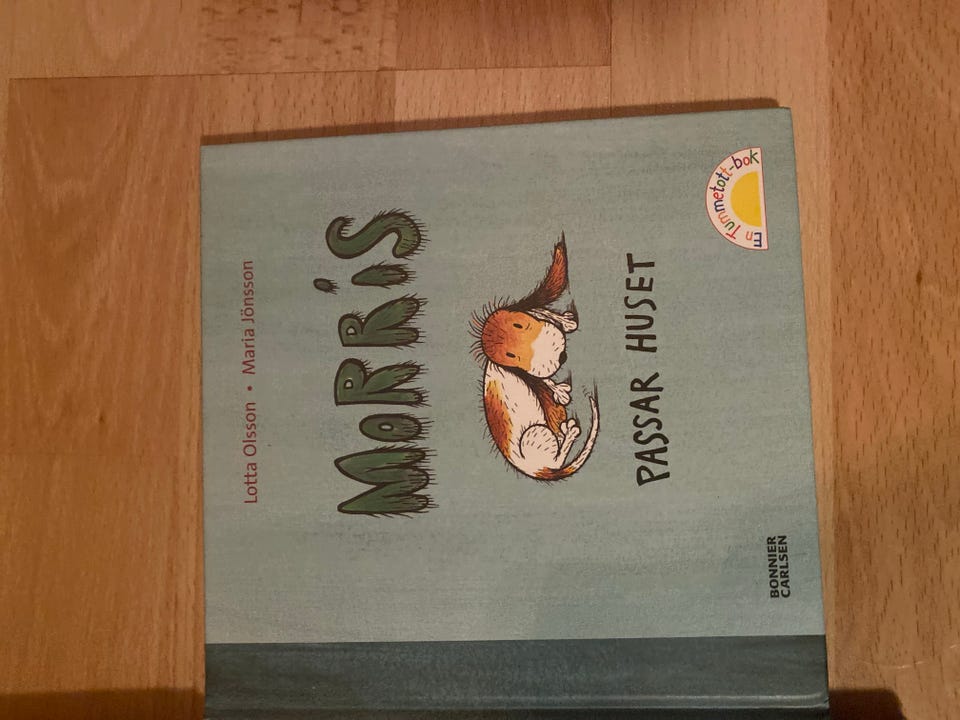 Lotta Olsson • Maria Jönsson
MORRIS
PASSAR HUSET
BONNIER
CARLSEN
En Tummetott-bok